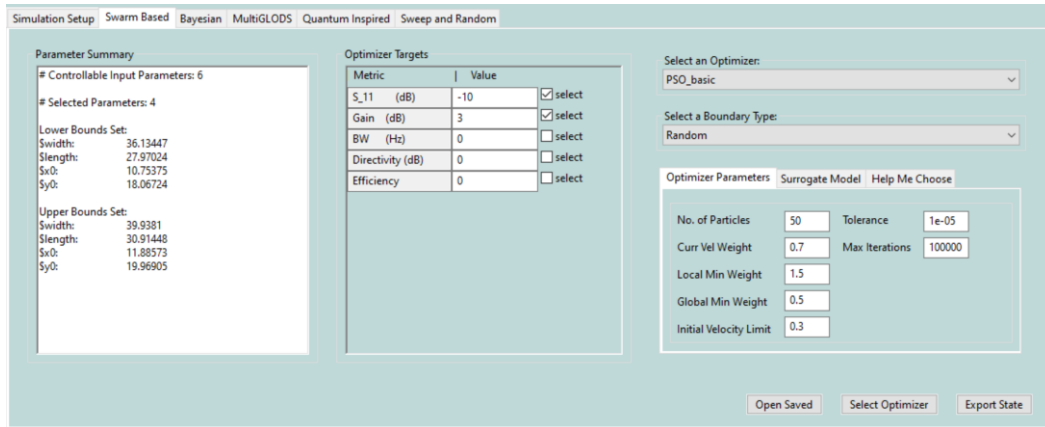 Simulation Setup Swarm Based Bayesian MultiGLODS Quantum Inspired Sweep and Random
Parameter Summary
# Controllable Input Parameters: 6
# Selected Parameters: 4
Lower Bounds Set:
$width: 36.13447
$length: 27.97024
$x0: 10.75375
$y0: 18.06724
Upper Bounds Set:
$width: 39.9381
$length: 30.91448
$x0: 11.88573
$y0: 19.96905
Optimizer Targets
Metric | Value
S_11 (dB) -10 select
Gain (dB) 3 select
BW (Hz) 0 select
Directivity (dB) 0 select
Efficiency 0 select
Select an Optimizer:
PSO_basic
Select a Boundary Type:
Random
Optimizer Parameters Surrogate Model Help Me Choose
No. of Particles 50 Tolerance 1e-05
Curr Vel Weight 0.7 Max Iterations 100000
Local Min Weight 1.5
Global Min Weight 0.5
Initial Velocity Limit 0.3
Open Saved Select Optimizer Export State